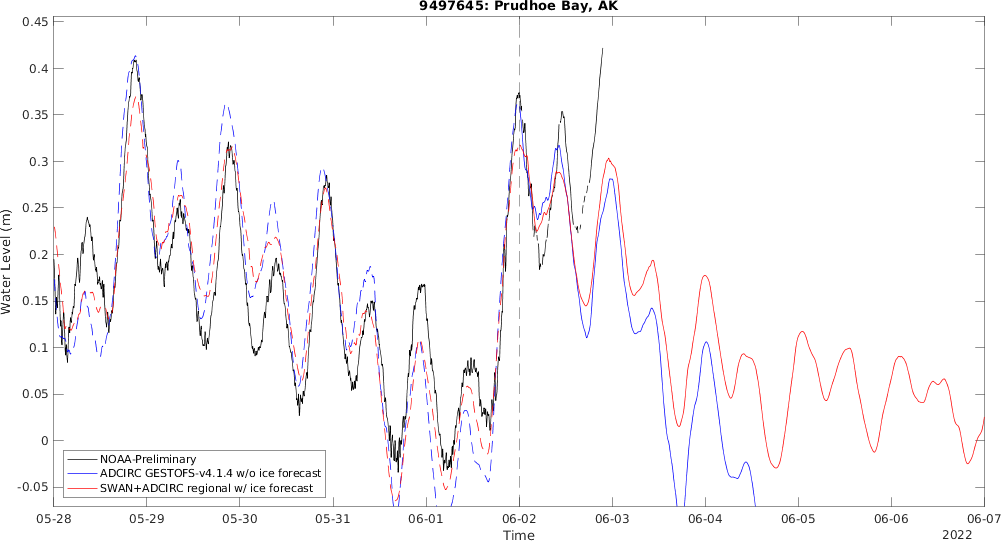 9497645: Prudhoe Bay, AK
0.45
0.4
0.35
0.3
0.25
0.2
0.15
0.1
0.05
0
-0.05
Water Level (m)
NOAA-Preliminary
ADCIRC GESTOFS-v4.1.4 w/o ice forecast
SWAN+ADCIRC regional w/ ice forecast
05-28 05-29 05-30 05-31 06-01 06-02 06-03 06-04 06-05 06-06 06-07
Time
2022